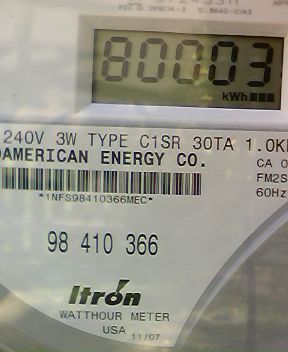 80003
kWh
240V 3W TYPE C1SR 30TA 1.0K
AMERICAN ENERGY CO.
CA 0
FM2S
60Hz
*1NFS98410366MEC*
98 410 366
Itron
WATTHOUR METER
USA 11/07